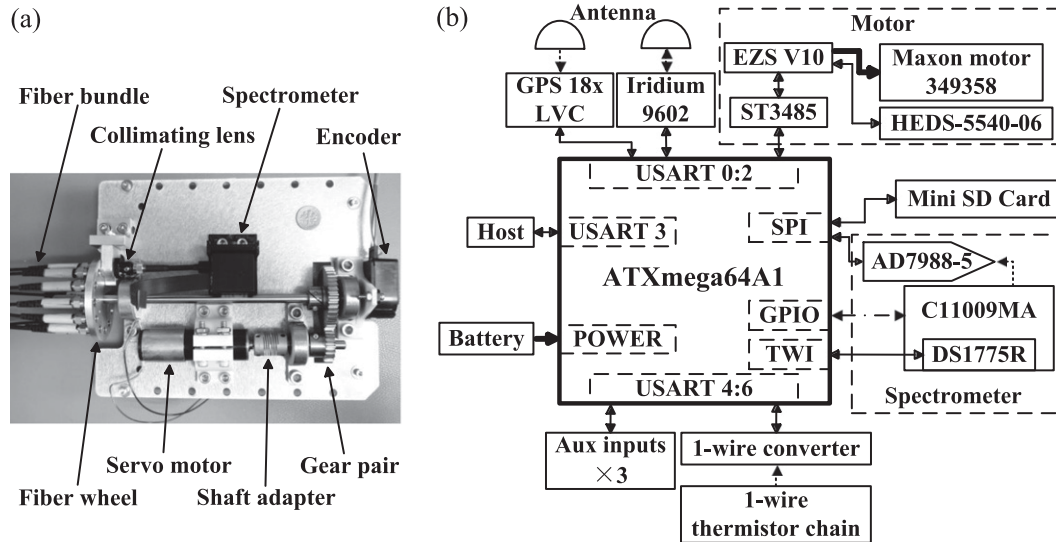 (a)
Fiber bundle
Spectrometer
Collimating lens
Encoder
Servo motor
Gear pair
Fiber wheel
Shaft adapter
(b)
Antenna
Motor
GPS 18x
LVC
Iridium
9602
EZS V10
Maxon motor
349358
ST3485
HEDS-5540-06
USART 0:2
Host
USART 3
SPI
Mini SD Card
ATXmega64A1
AD7988-5
GPIO
C11009MA
Battery
POWER
TWI
DS1775R
USART 4:6
Spectrometer
Aux inputs
×3
1-wire converter
1-wire
thermistor chain